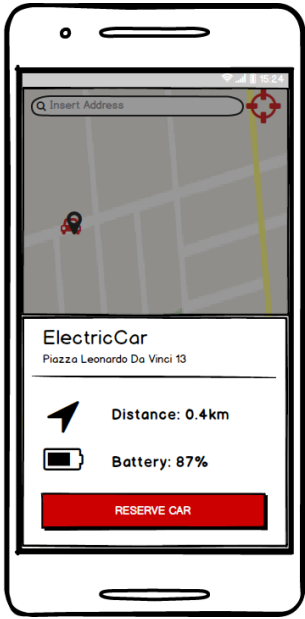 15:24
Insert Address
ElectricCar
Piazza Leonardo Da Vinci 13
Distance: 0.4km
Battery: 87%
RESERVE CAR